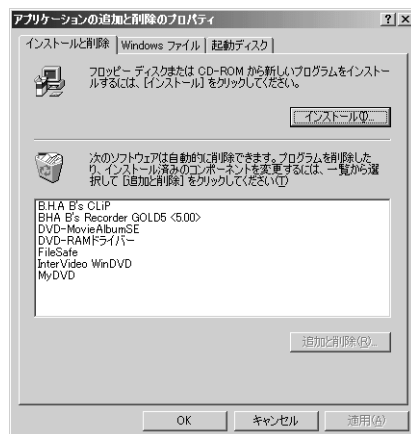 アプリケーションの追加と削除のプロパティ
インストールと削除 Windows ファイル 起動ディスク
フロッピー ディスクまたは CD-ROM から新しいプログラムをインストー
ルするには、[インストール] をクリックしてください。
インストール(I)...
次のソフトウェアは自動的に削除できます。プログラムを削除した
り、インストール済みのコンポーネントを変更するには、一覧から選
択して [追加と削除] をクリックしてください(T)
B.H.A B's CLiP
BHA B's Recorder GOLD5 <5.00>
DVD-MovieAlbumSE
DVD-RAMドライバー
FileSafe
InterVideo WinDVD
MyDVD
追加と削除(R)...
OK キャンセル 適用(A)